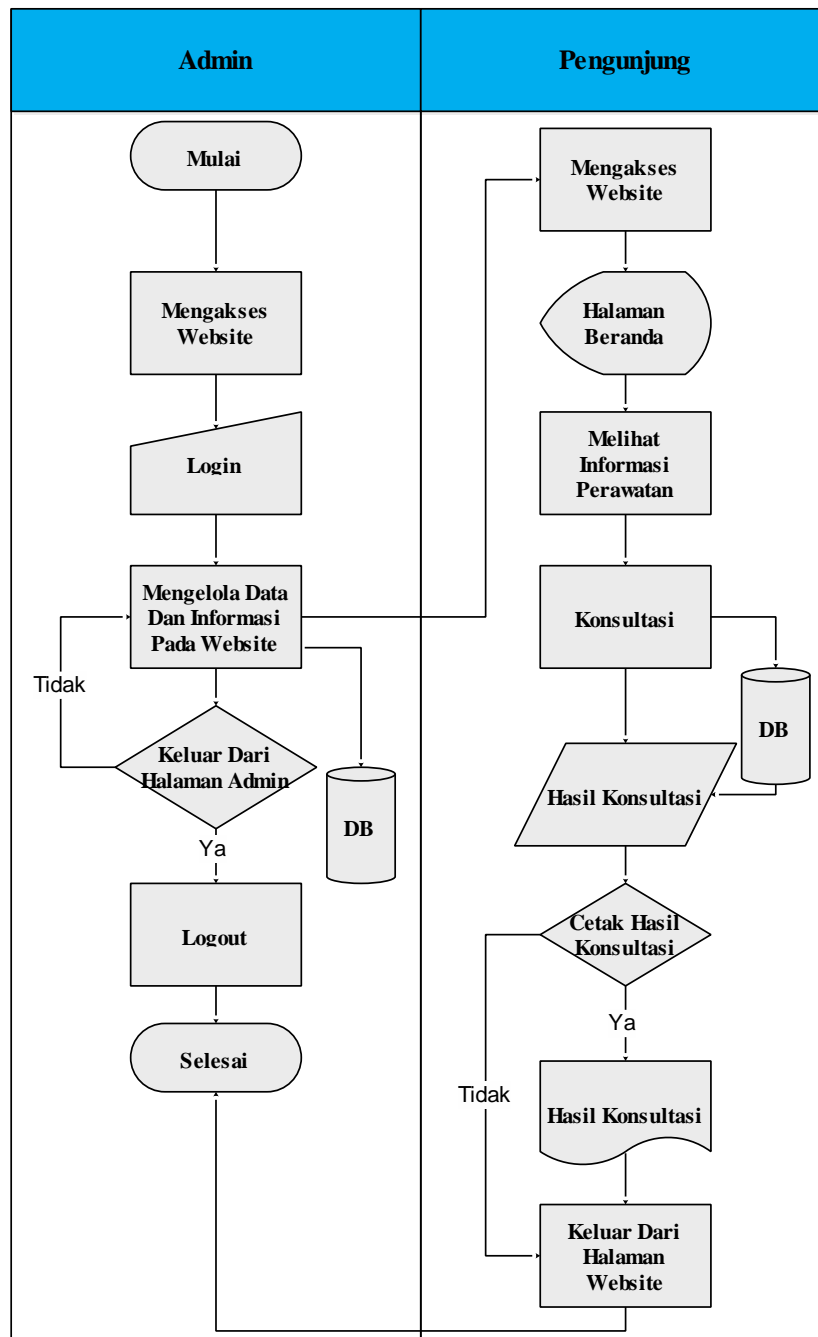 Admin
Pengunjung
Mulai
Mengakses
Website
Login
Mengelola Data
Dan Informasi
Pada Website
Tidak
Keluar Dari
Halaman Admin
DB
Ya
Logout
Selesai
Mengakses
Website
Halaman
Beranda
Melihat
Informasi
Perawatan
Konsultasi
DB
Hasil Konsultasi
Cetak Hasil
Konsultasi
Ya
Tidak
Hasil Konsultasi
Keluar Dari
Halaman
Website